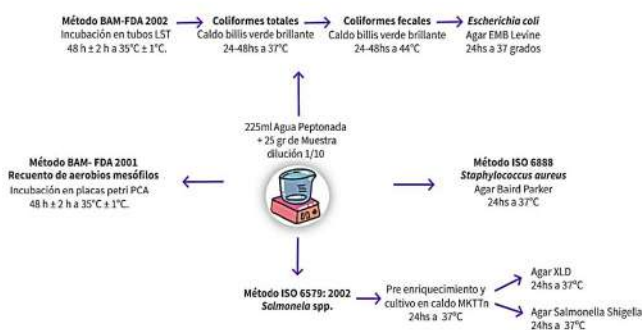 Método BAM-FDA 2002
Incubación en tubos LST
48 h ± 2 h a 35°C ± 1°C.
Coliformes totales
Caldo billis verde brillante
24-48hs a 37°C
Coliformes fecales
Caldo billis verde brillante
24-48hs a 44°C
Escherichia coli
Agar EMB Levine
24hs a 37 grados
225ml Agua Peptonada
+ 25 gr de Muestra
dilución 1/10
Método BAM- FDA 2001
Recuento de aerobios mesófilos
Incubación en placas petri PCA
48 h ± 2 h a 35°C ± 1°C.
Método ISO 6888
Staphylococcus aureus
Agar Baird Parker
24hs a 37°C
Método ISO 6579: 2002
Salmonela spp.
Pre enriquecimiento y
cultivo en caldo MKTTn
24hs a 37°C
Agar XLD
24hs a 37°C
Agar Salmonella Shigella
24hs a 37°C